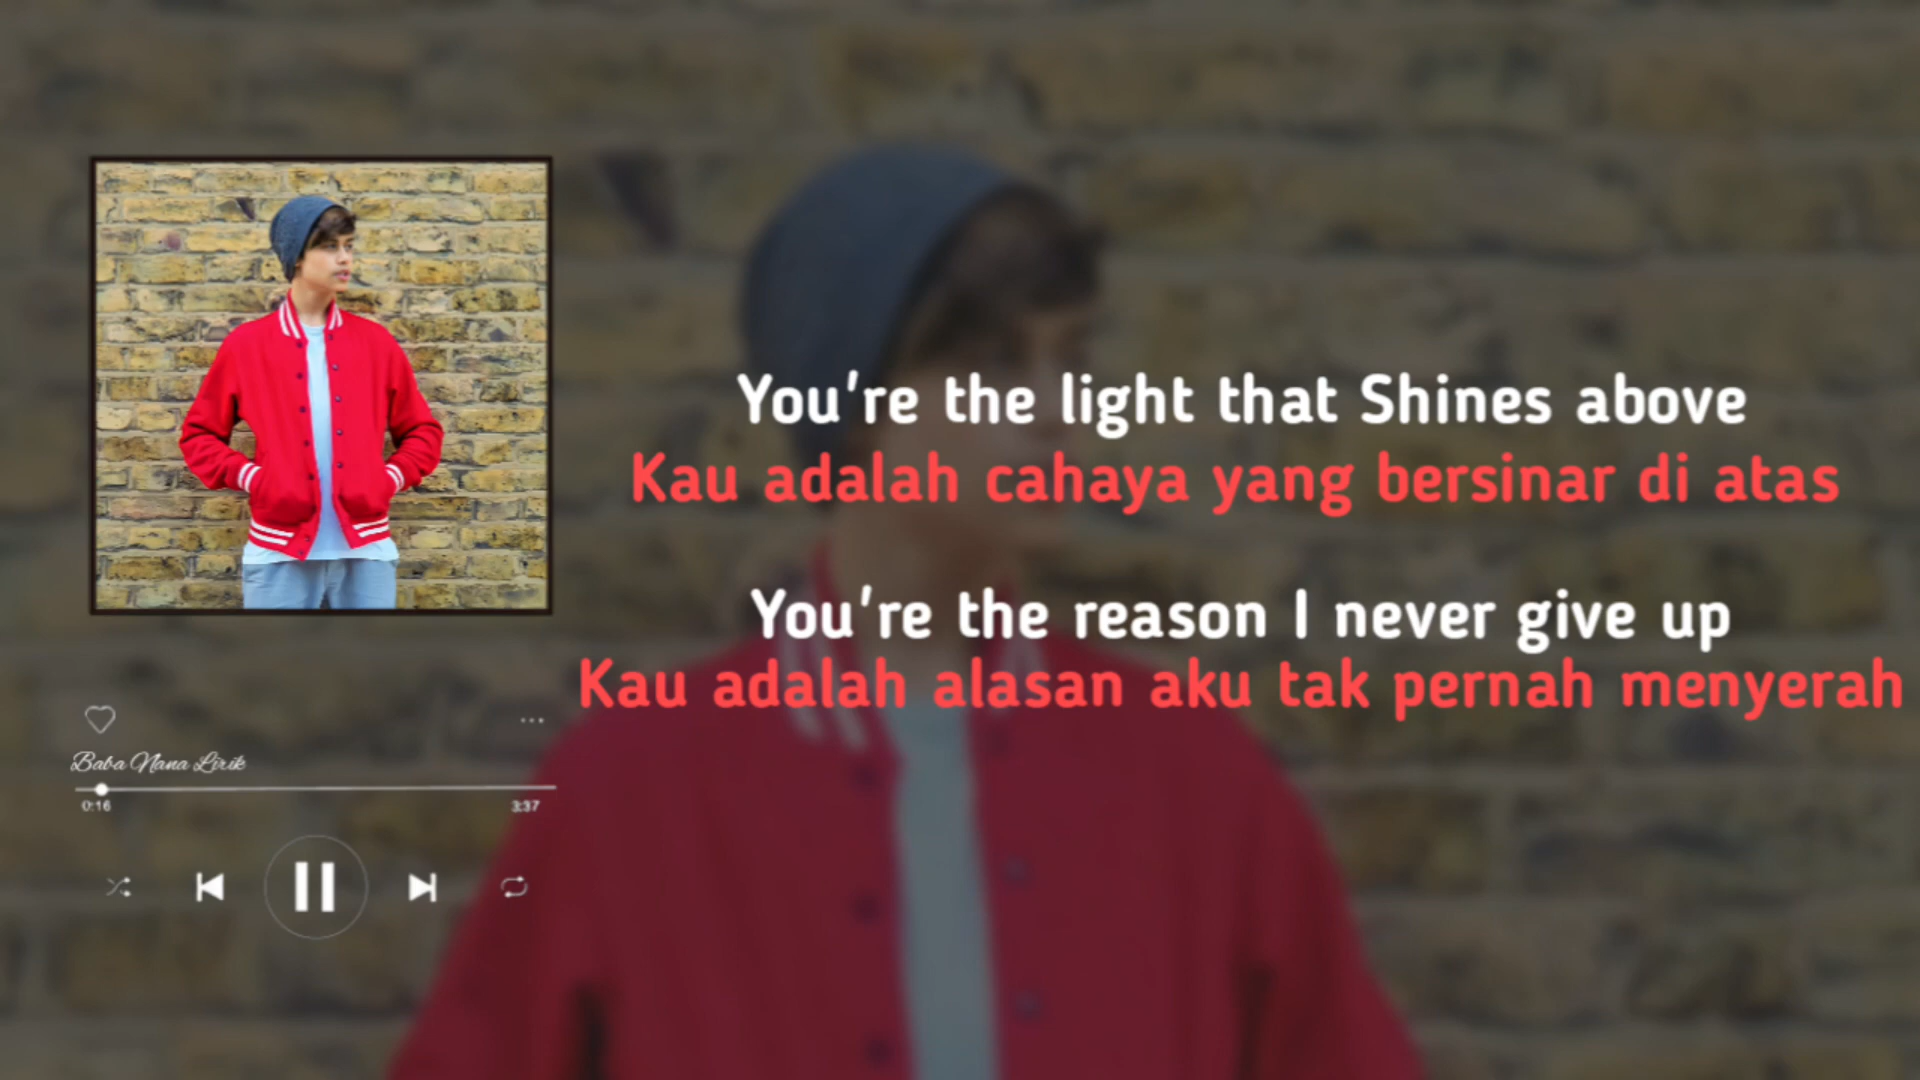 You're the light that Shines above
Kau adalah cahaya yang bersinar di atas
You're the reason I never give up
Kau adalah alasan aku tak pernah menyerah
Baba Nana Lirik
0:16
3:37